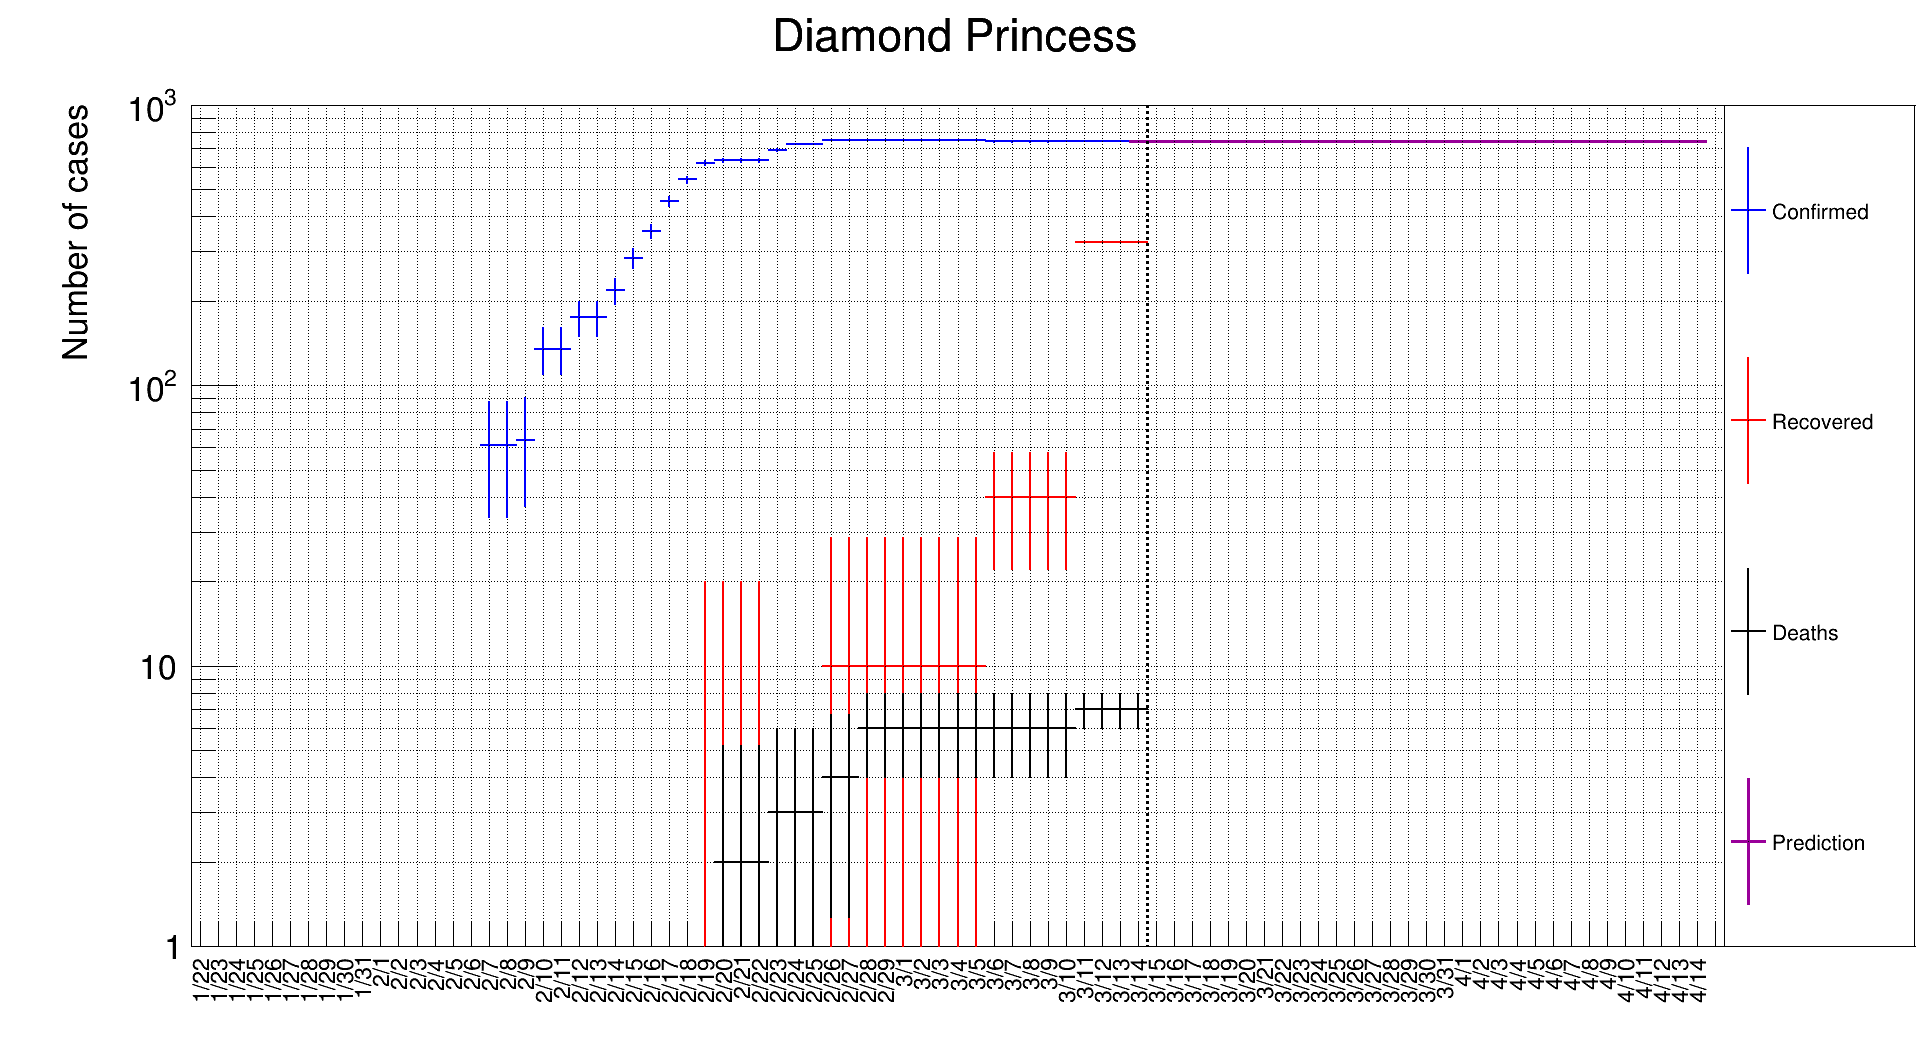 Diamond Princess
Number of cases
10³
10²
10
1
1/22 1/23 1/24 1/25 1/26 1/27 1/28 1/29 1/30 1/31 2/1 2/2 2/3 2/4 2/5 2/6 2/7 2/8 2/9 2/10 2/11 2/12 2/13 2/14 2/15 2/16 2/17 2/18 2/19 2/20 2/21 2/22 2/23 2/24 2/25 2/26 2/27 2/28 2/29 3/1 3/2 3/3 3/4 3/5 3/6 3/7 3/8 3/9 3/10 3/11 3/12 3/13 3/14 3/15 3/16 3/17 3/18 3/19 3/20 3/21 3/22 3/23 3/24 3/25 3/26 3/27 3/28 3/29 3/30 3/31 4/1 4/2 4/3 4/4 4/5 4/6 4/7 4/8 4/9 4/10 4/11 4/12 4/13 4/14
Confirmed
Recovered
Deaths
Prediction